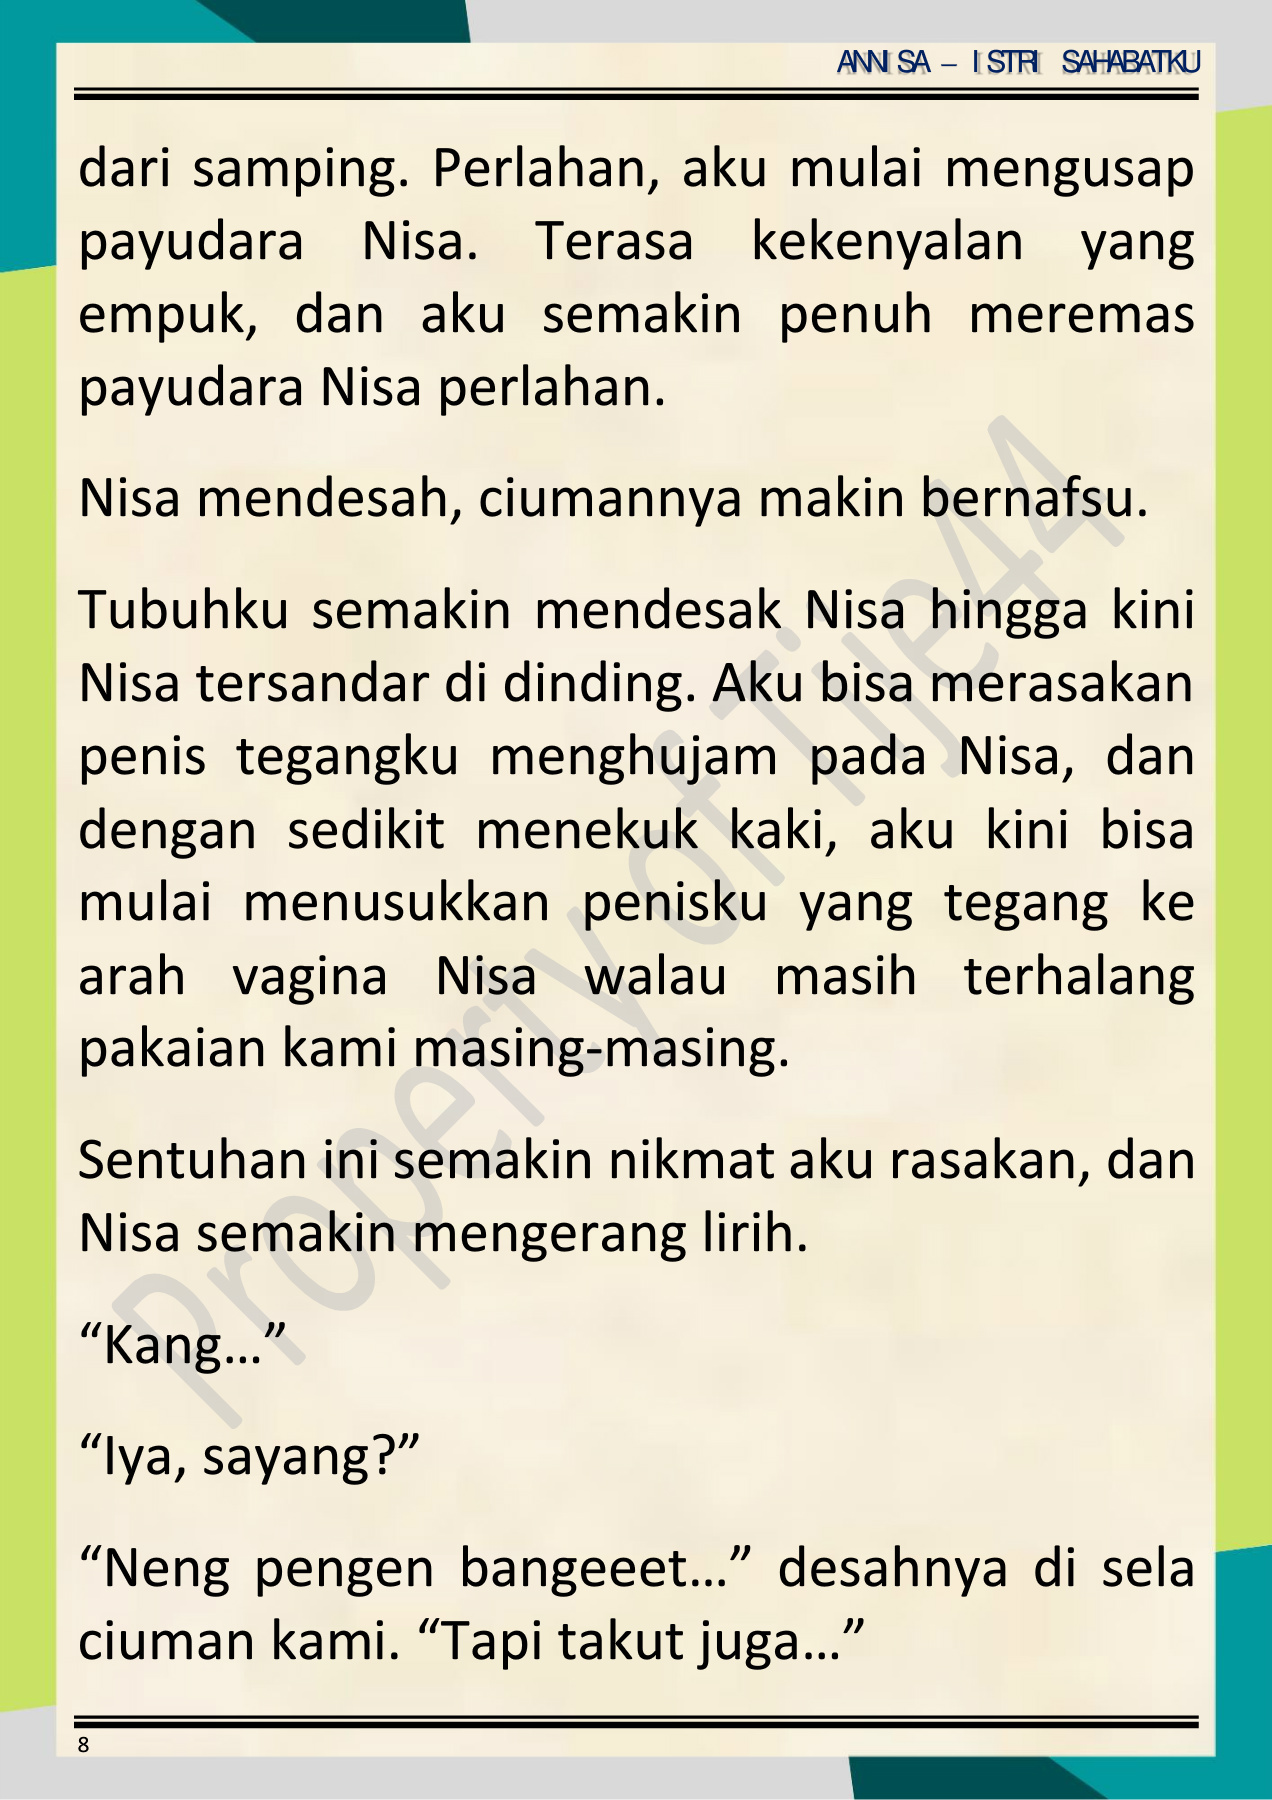 ANNISA – ISTRI SAHABATKU
dari samping. Perlahan, aku mulai mengusap
payudara Nisa. Terasa kekenyalan yang
empuk, dan aku semakin penuh meremas
payudara Nisa perlahan.
Nisa mendesah, ciumannya makin bernafsu.
Tubuhku semakin mendesak Nisa hingga kini
Nisa tersandar di dinding. Aku bisa merasakan
penis tegangku menghujam pada Nisa, dan
dengan sedikit menekuk kaki, aku kini bisa
mulai menusukkan penisku yang tegang ke
arah vagina Nisa walau masih terhalang
pakaian kami masing-masing.
Sentuhan ini semakin nikmat aku rasakan, dan
Nisa semakin mengerang lirih.
“Kang…”
“Iya, sayang?”
“Neng pengen bangeeet…” desahnya di sela
ciuman kami. “Tapi takut juga…”
8
Property of Tije44